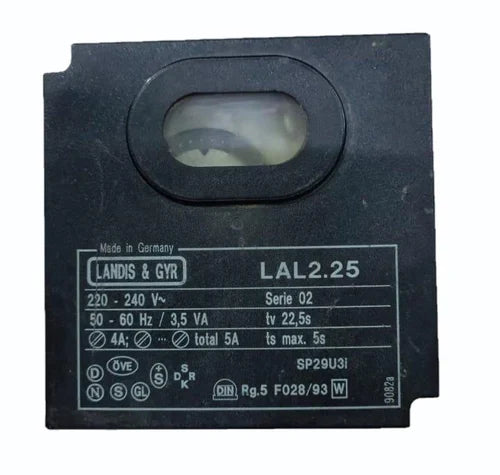 Made in Germany
LANDIS & GYR LAL2.25
220 - 240 V~ Serie 02
50 - 60 Hz / 3,5 VA tv 22,5s
4A; ... total 5A ts max. 5s
SP29U3i
D ÖVE +S DSRK
N S GL DIN Rg.5 F028/93 W
9082a